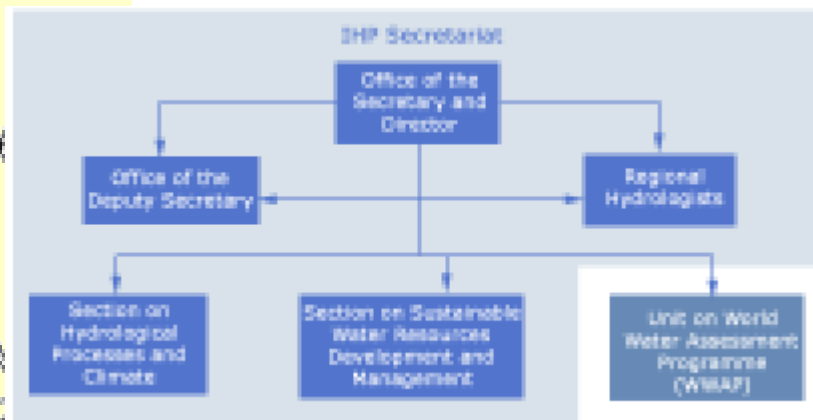 IHP Secretariat
Office of the
Secretary and
Director
Office of the
Deputy Secretary
Regional
Hydrologists
Section on
Hydrological
Processes and
Climate
Section on Sustainable
Water Resources
Development and
Management
Unit on World
Water Assessment
Programme
(WWAP)